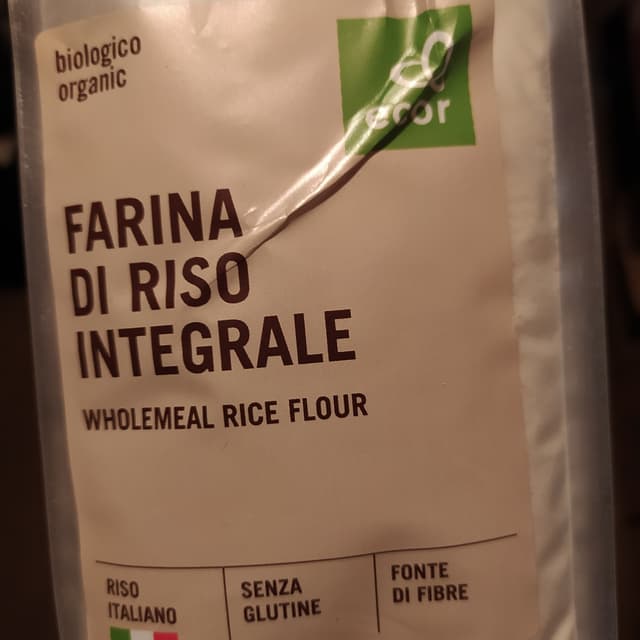 biologico
organic
ecor
FARINA
DI RISO
INTEGRALE
WHOLEMEAL RICE FLOUR
RISO
ITALIANO
SENZA
GLUTINE
FONTE
DI FIBRE